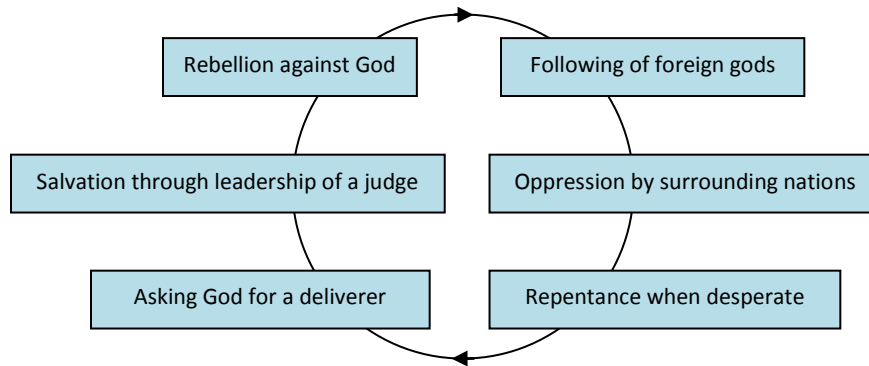 Rebellion against God
Following of foreign gods
Salvation through leadership of a judge
Oppression by surrounding nations
Asking God for a deliverer
Repentance when desperate